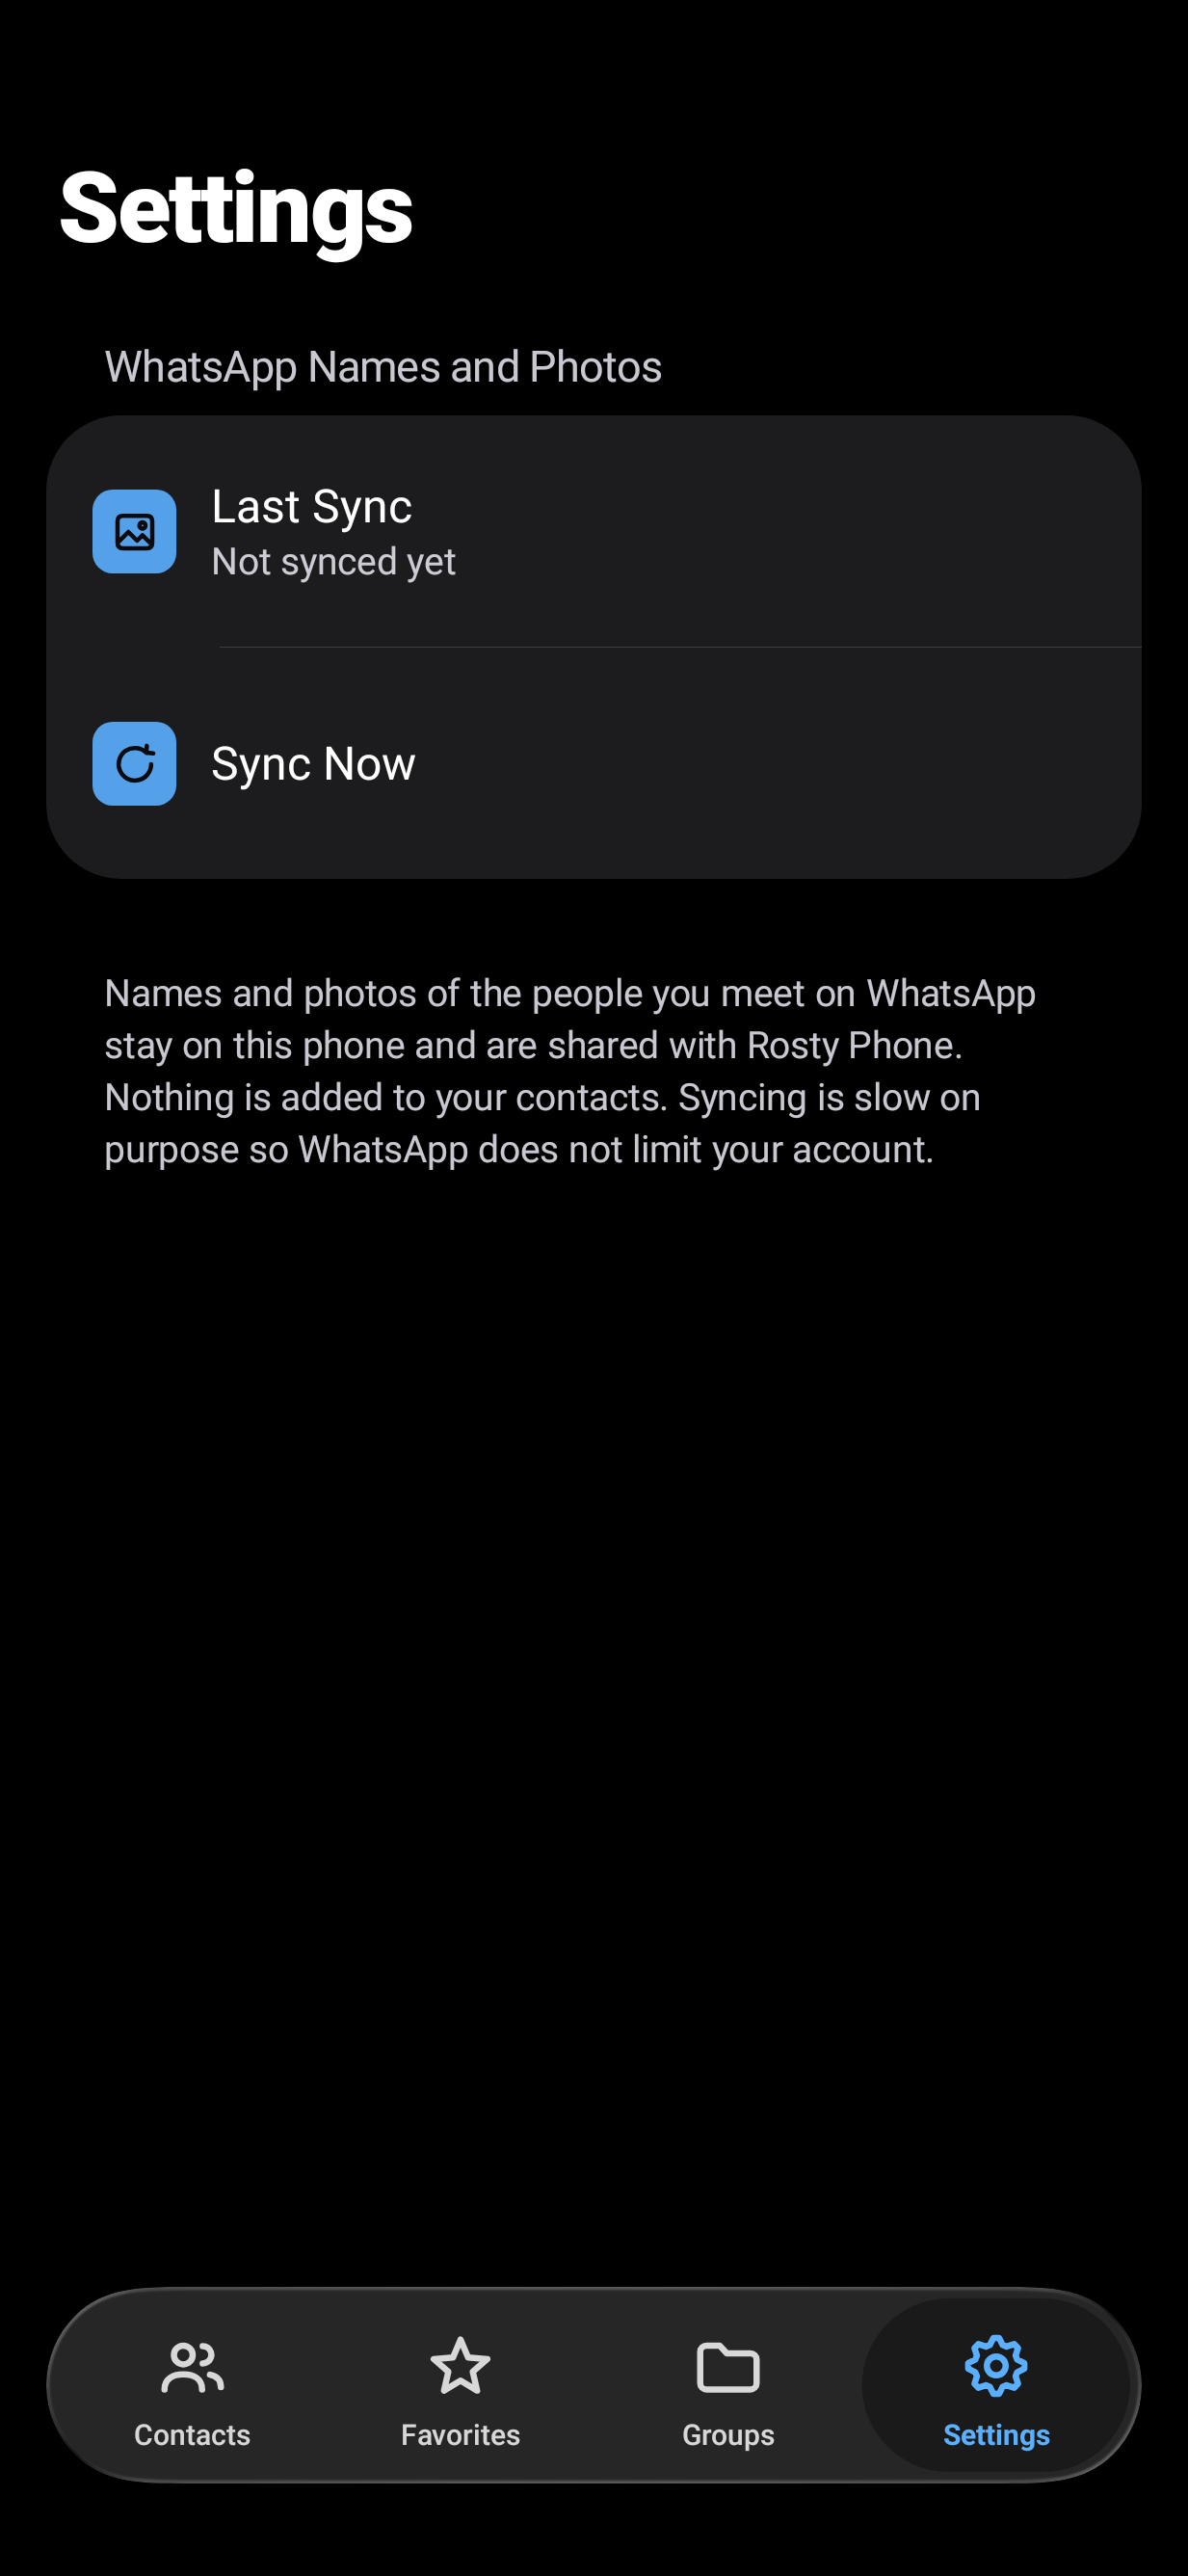 Settings
WhatsApp Names and Photos
Last Sync
Not synced yet
Sync Now
Names and photos of the people you meet on WhatsApp
stay on this phone and are shared with Rosty Phone.
Nothing is added to your contacts. Syncing is slow on
purpose so WhatsApp does not limit your account.
Contacts
Favorites
Groups
Settings